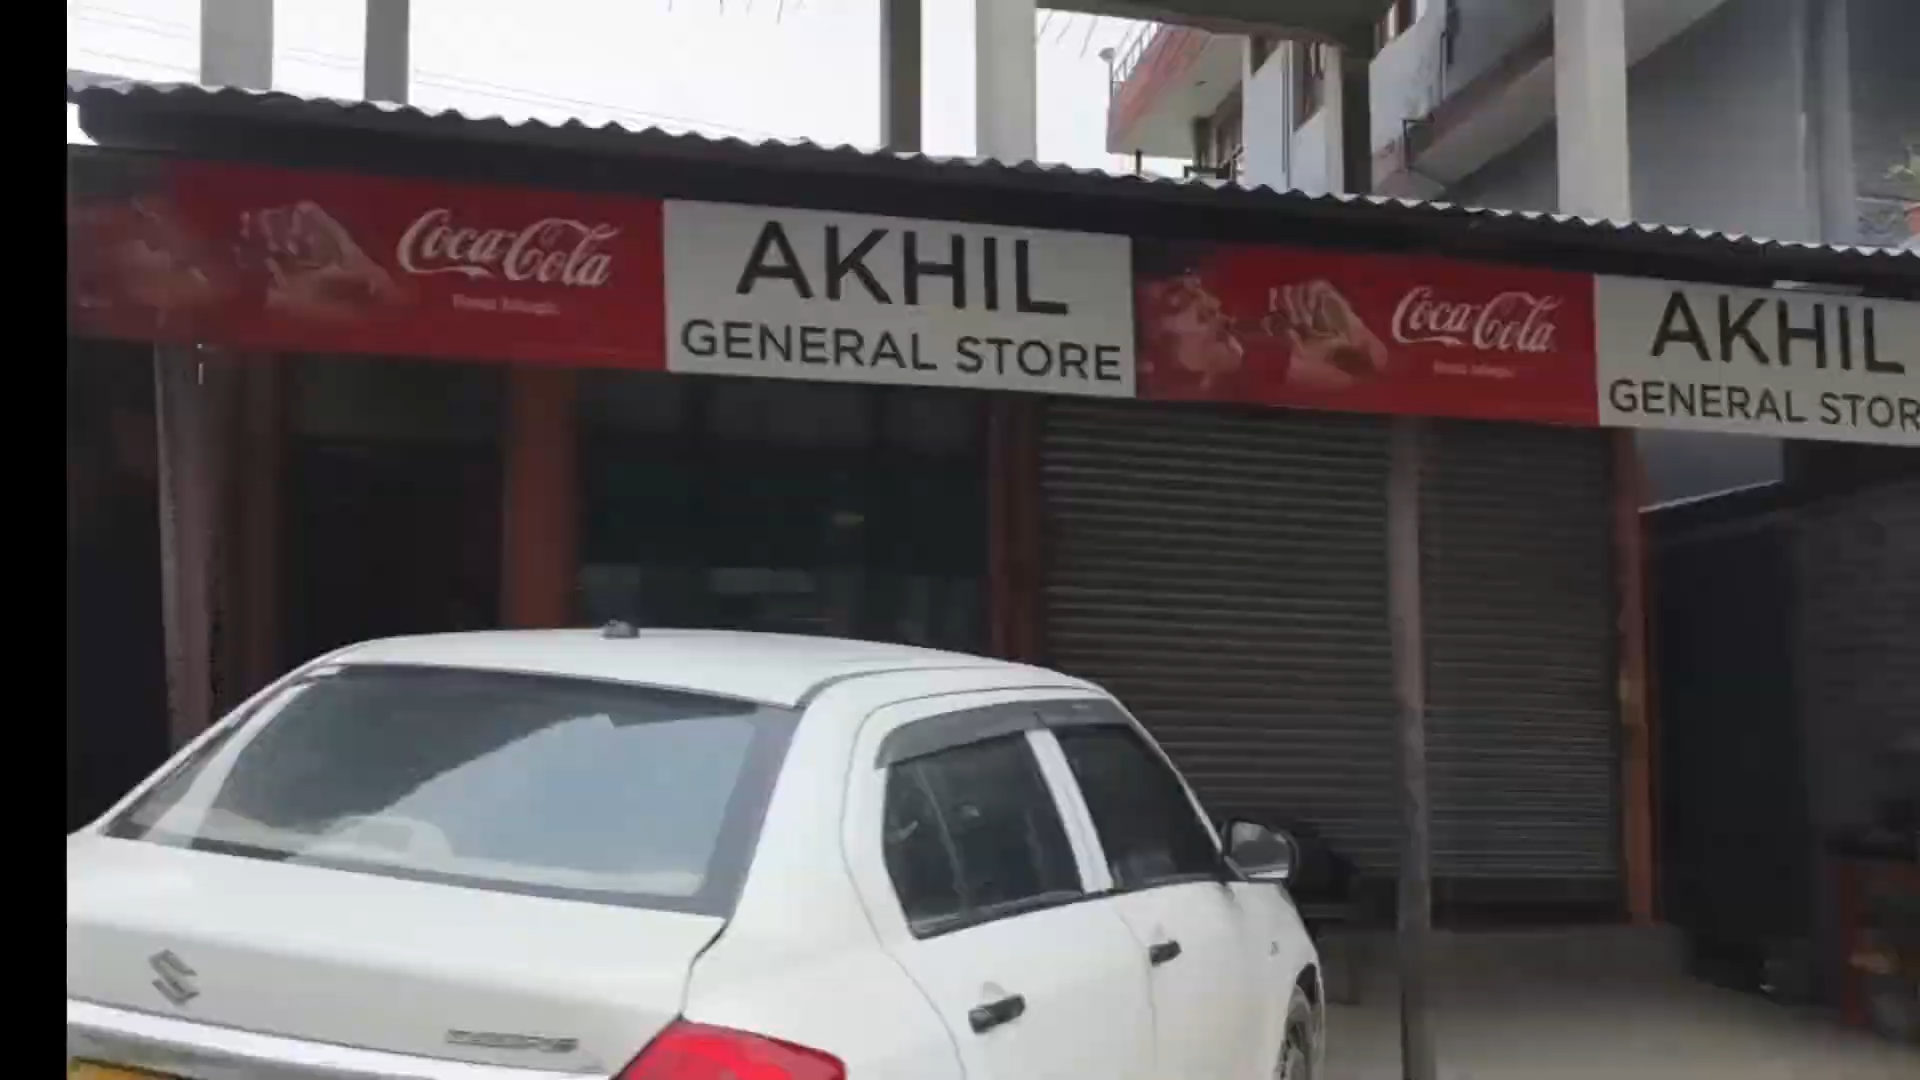 Coca-Cola
AKHIL
GENERAL STORE
Coca-Cola
AKHIL
GENERAL STOR